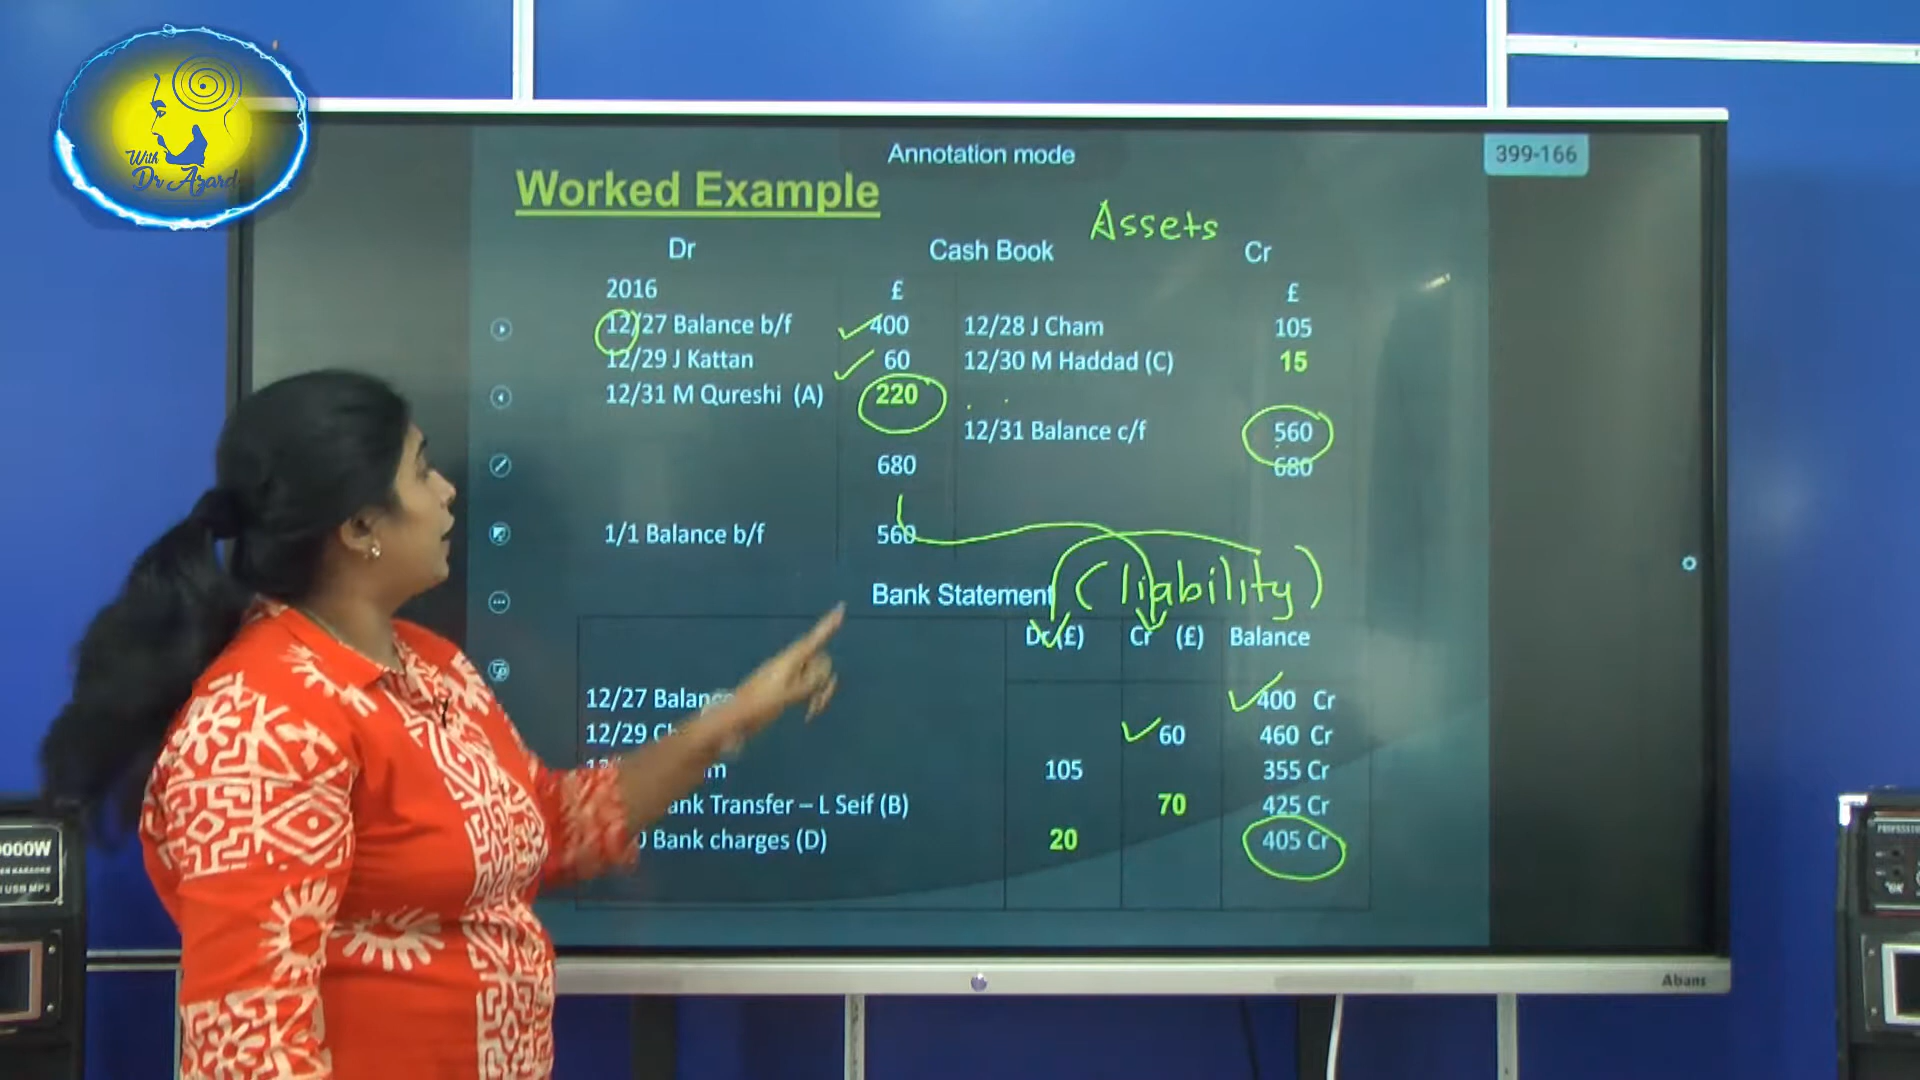 With
Dr Azard
Annotation mode
399-166
Worked Example
Assets
Dr Cash Book Cr
2016 £ £
12/27 Balance b/f 400 12/28 J Cham 105
12/29 J Kattan 60 12/30 M Haddad (C) 15
12/31 M Qureshi (A) 220
12/31 Balance c/f 560
680 680
1/1 Balance b/f 560
Bank Statement (liability)
Dr (£) Cr (£) Balance
12/27 400 Cr
12/29 60 460 Cr
105 355 Cr
Transfer – L Seif (B) 70 425 Cr
Bank charges (D) 20 405 Cr
Abans